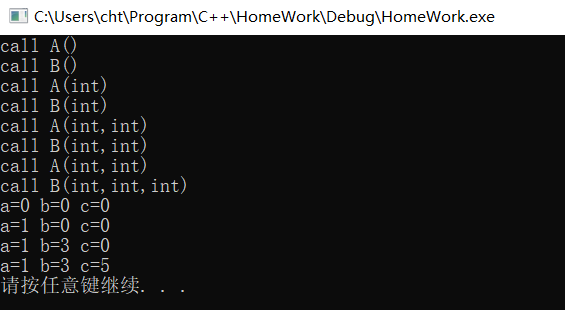 C:\Users\cht\Program\C++\HomeWork\Debug\HomeWork.exe
call A()
call B()
call A(int)
call B(int)
call A(int,int)
call B(int,int)
call A(int,int)
call B(int,int,int)
a=0 b=0 c=0
a=1 b=0 c=0
a=1 b=3 c=0
a=1 b=3 c=5
请按任意键继续. . .